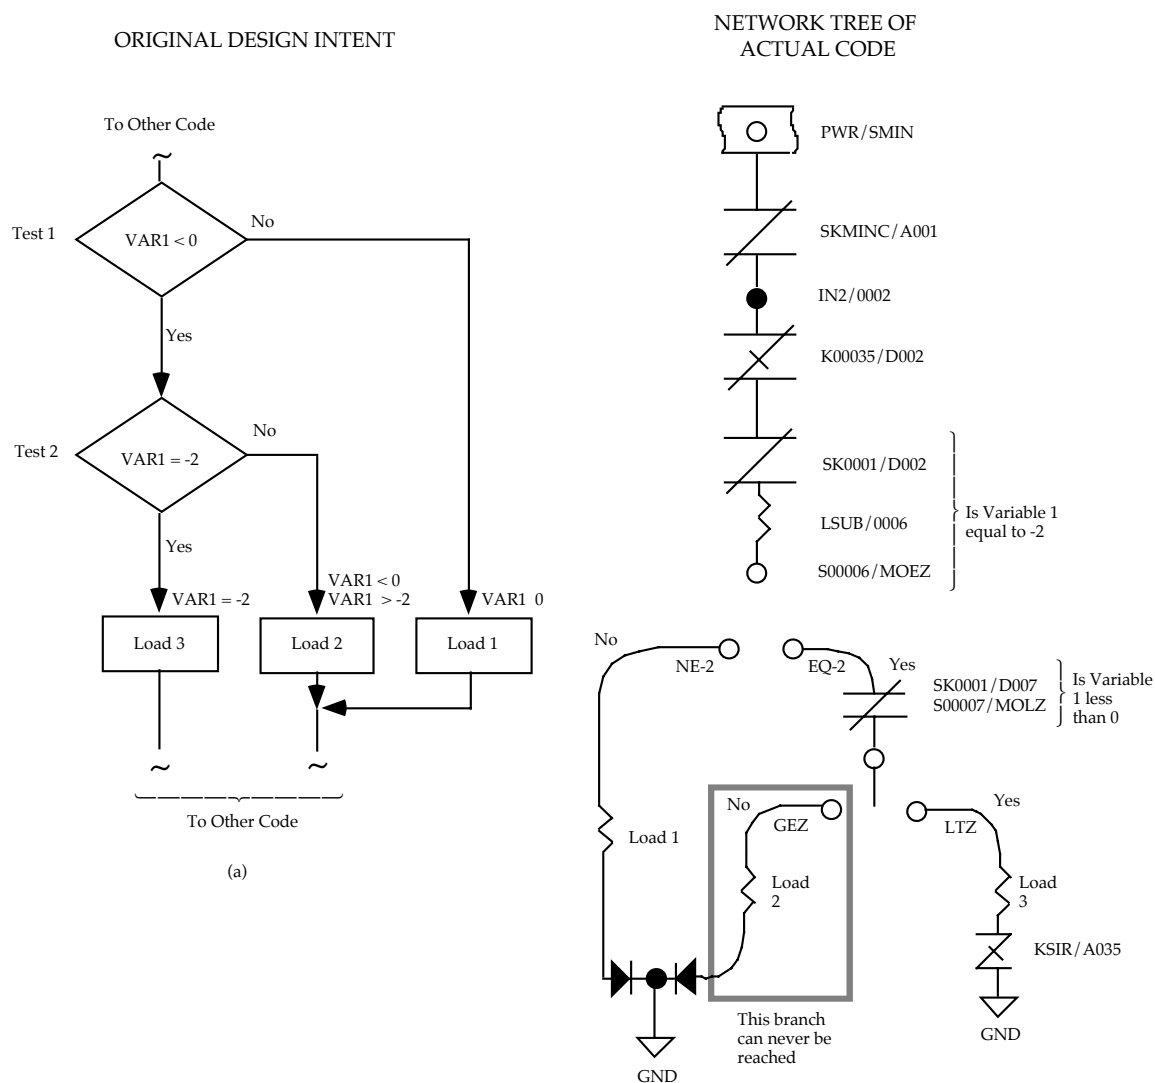 ORIGINAL DESIGN INTENT
To Other Code
~
Test 1
VAR1 < 0
No
Yes
Test 2
VAR1 = -2
No
Yes
VAR1 = -2
VAR1 < 0
VAR1 > -2
VAR1 0
Load 3
Load 2
Load 1
~
~
To Other Code
(a)
NETWORK TREE OF
ACTUAL CODE
PWR/SMIN
SKMINC/A001
IN2/0002
K00035/D002
SK0001/D002
LSUB/0006
S00006/MOEZ
Is Variable 1
equal to -2
No
NE-2
EQ-2
Yes
SK0001/D007
S00007/MOLZ
Is Variable
1 less
than 0
No
GEZ
LTZ
Yes
Load 1
Load
2
Load
3
KSIR/A035
GND
This branch
can never be
reached
GND